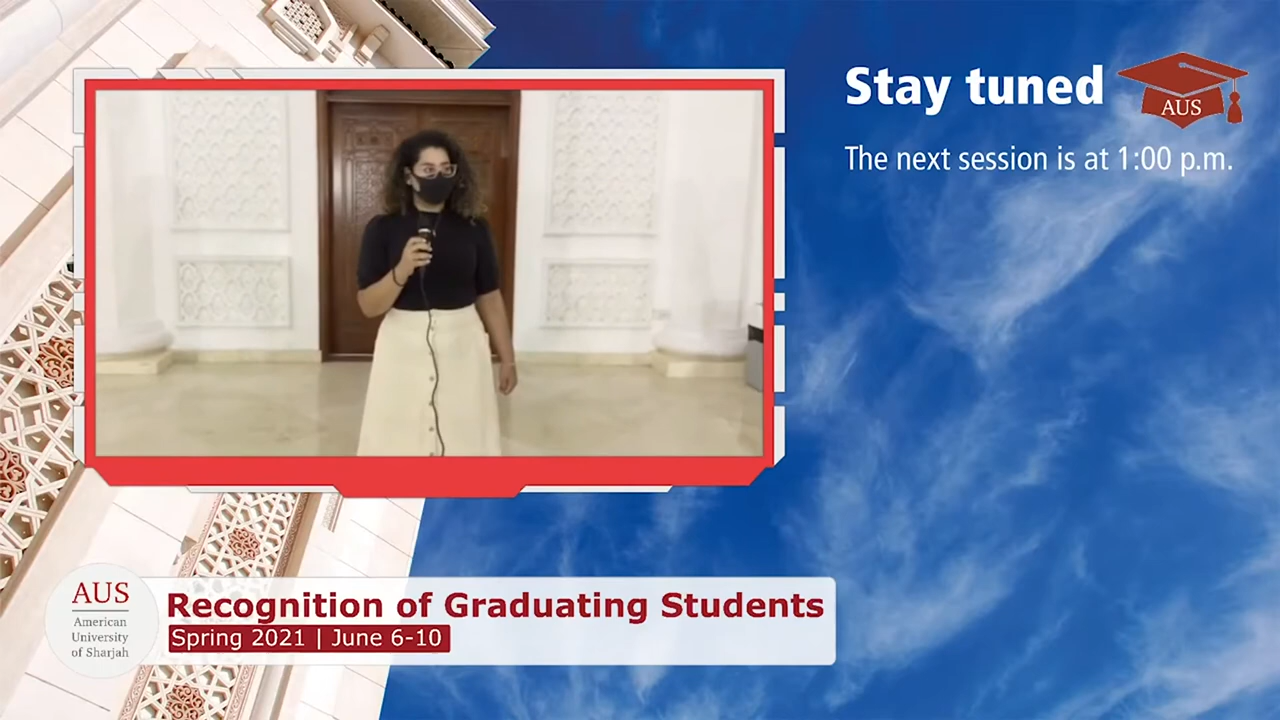 Stay tuned
AUS
The next session is at 1:00 p.m.
AUS
American
University
of Sharjah
Recognition of Graduating Students
Spring 2021 | June 6-10